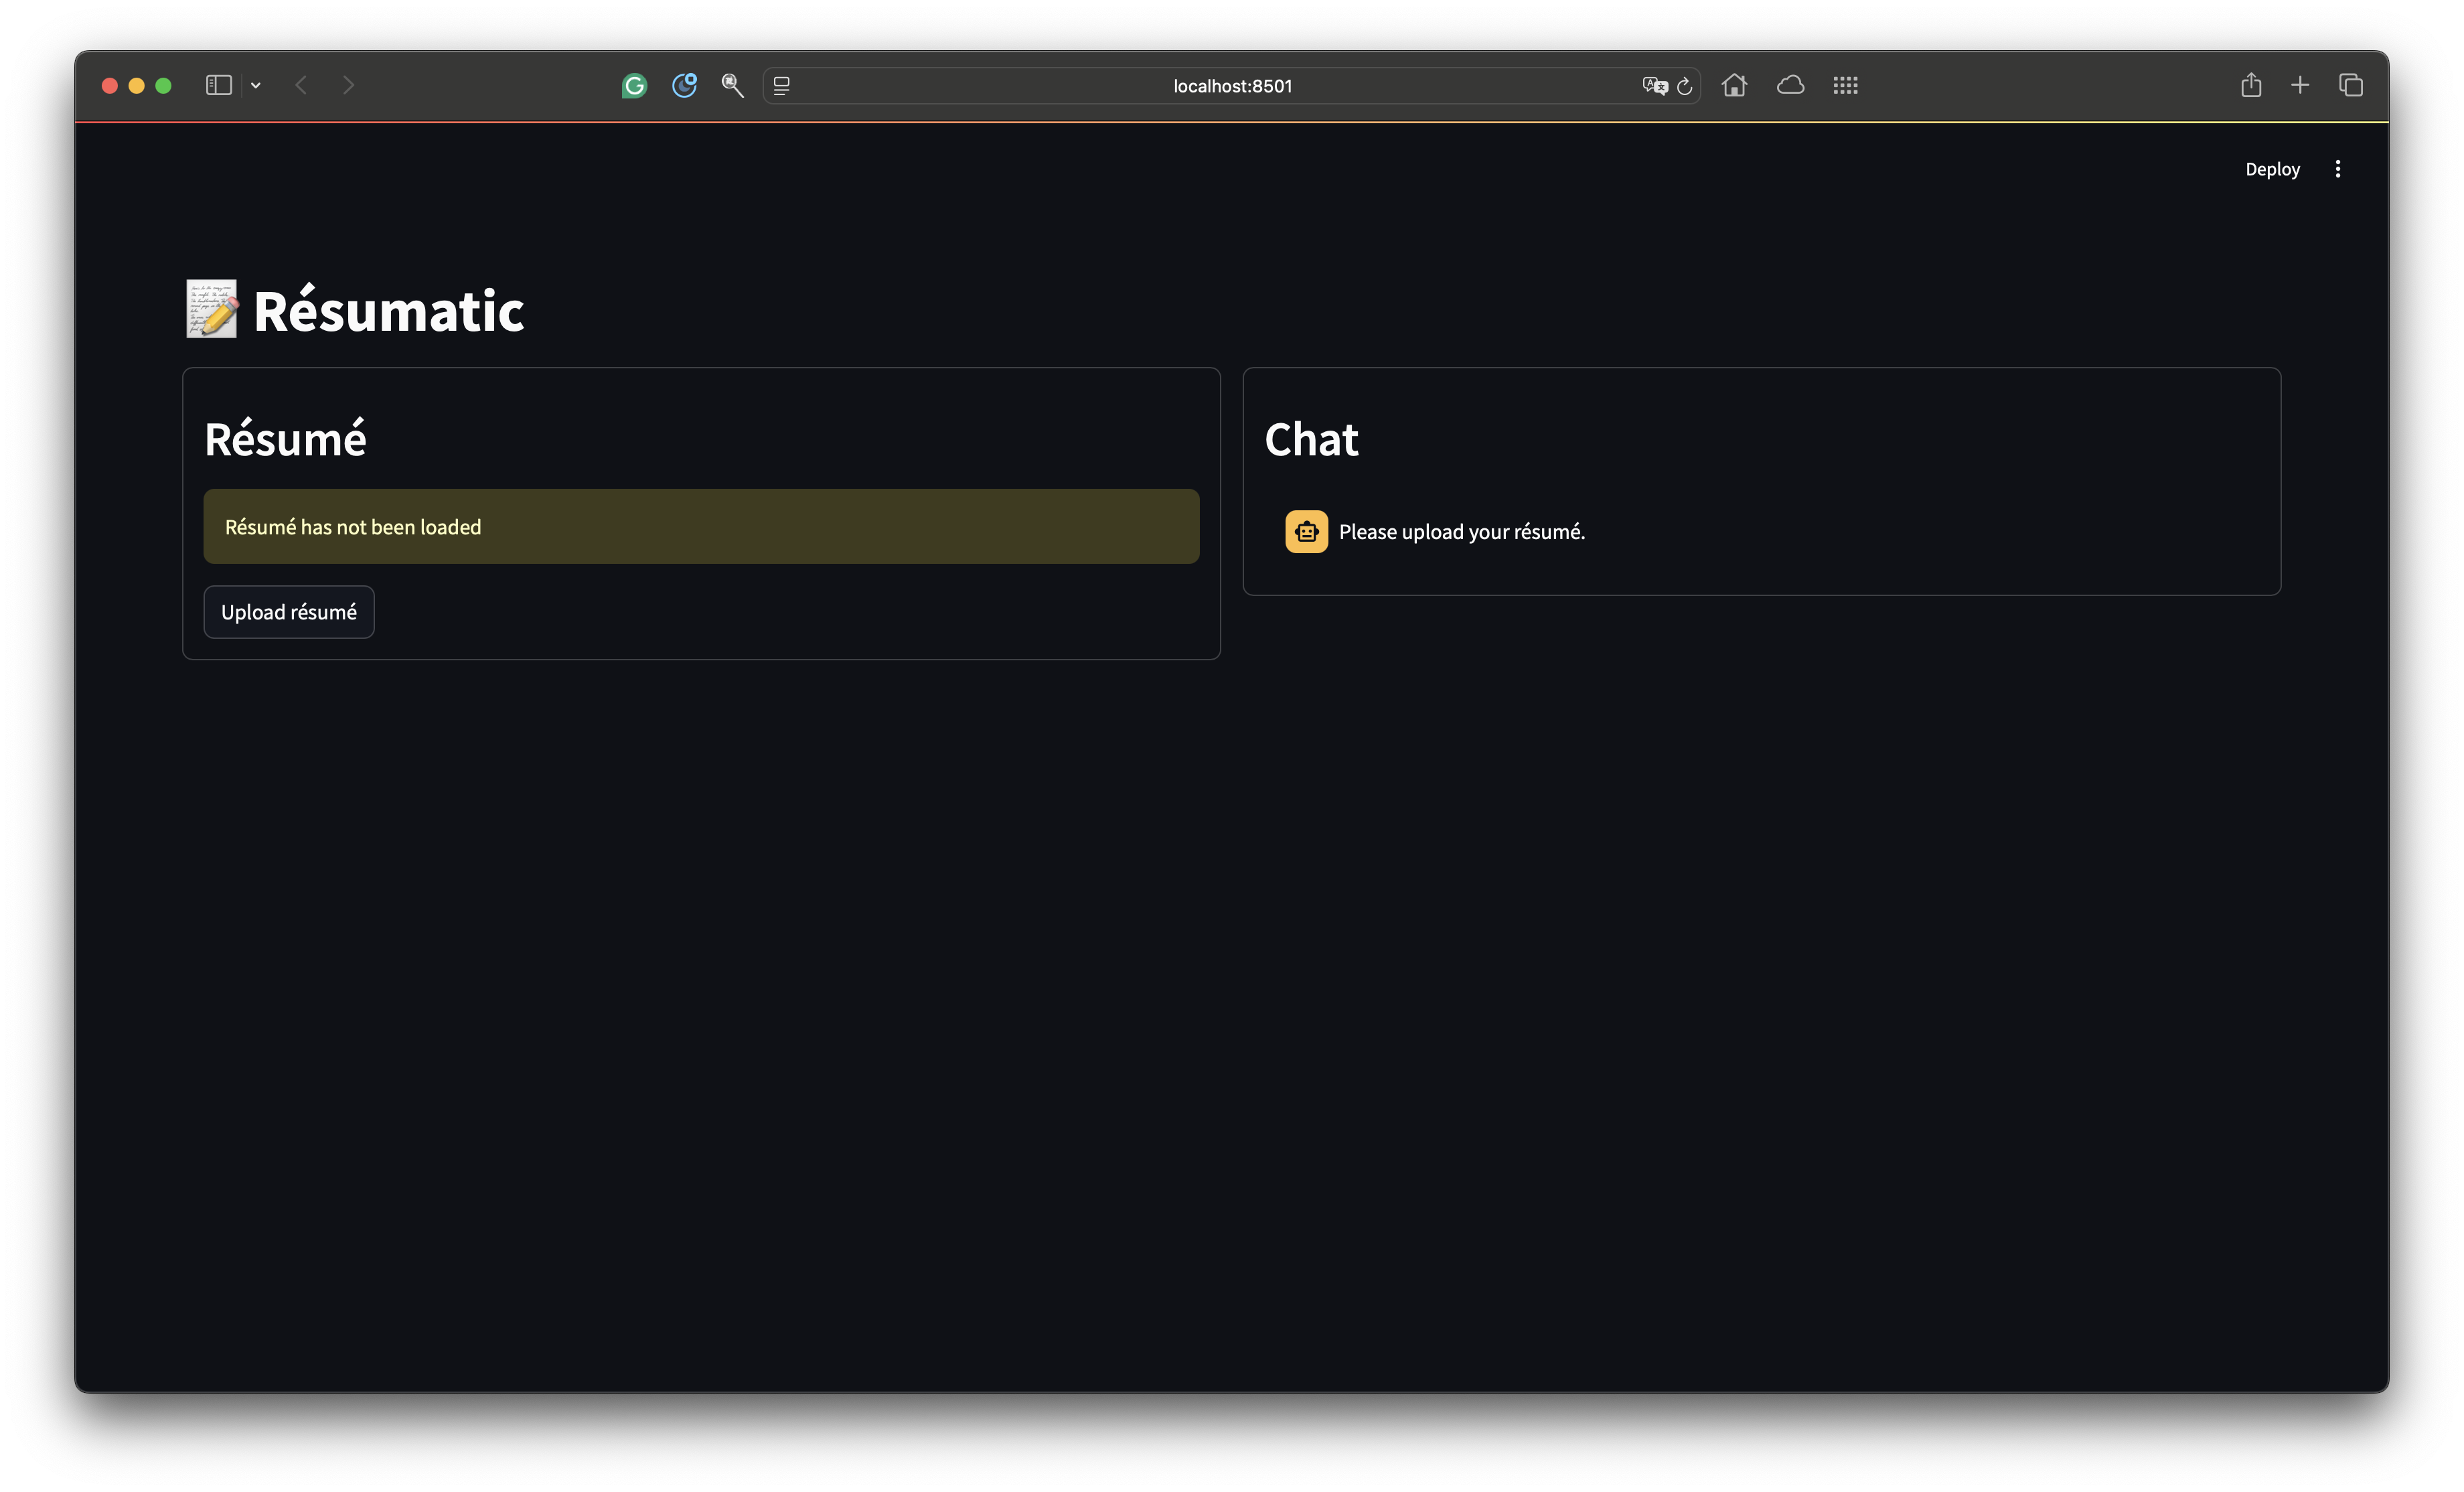 localhost:8501
Deploy
Résumatic
Résumé
Résumé has not been loaded
Upload résumé
Chat
Please upload your résumé.